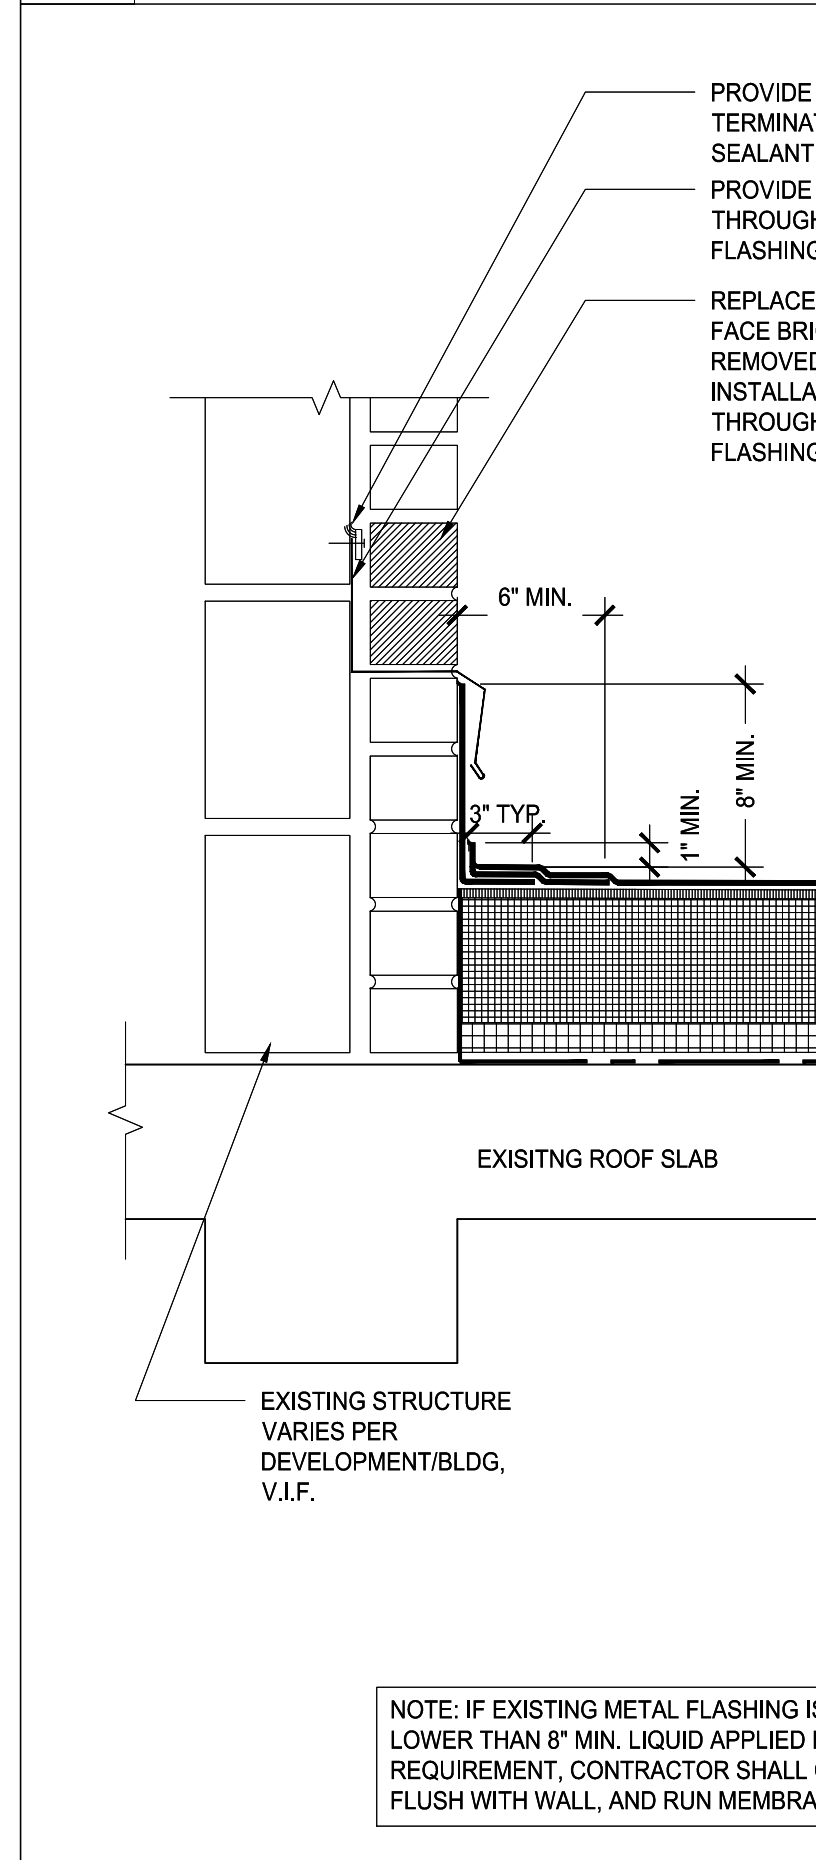 PROVIDE
TERMINAT
SEALANT
PROVIDE
THROUGH
FLASHING
REPLACE
FACE BRI
REMOVED
INSTALLA
THROUGH
FLASHING
6" MIN.
8" MIN.
3" TYP.
1" MIN.
EXISITNG ROOF SLAB
EXISTING STRUCTURE
VARIES PER
DEVELOPMENT/BLDG,
V.I.F.
NOTE: IF EXISTING METAL FLASHING IS
LOWER THAN 8" MIN. LIQUID APPLIED
REQUIREMENT, CONTRACTOR SHALL
FLUSH WITH WALL, AND RUN MEMBRA